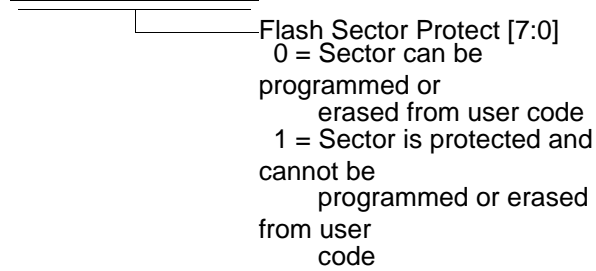 Flash Sector Protect [7:0]
0 = Sector can be
programmed or
erased from user code
1 = Sector is protected and
cannot be
programmed or erased
from user
code